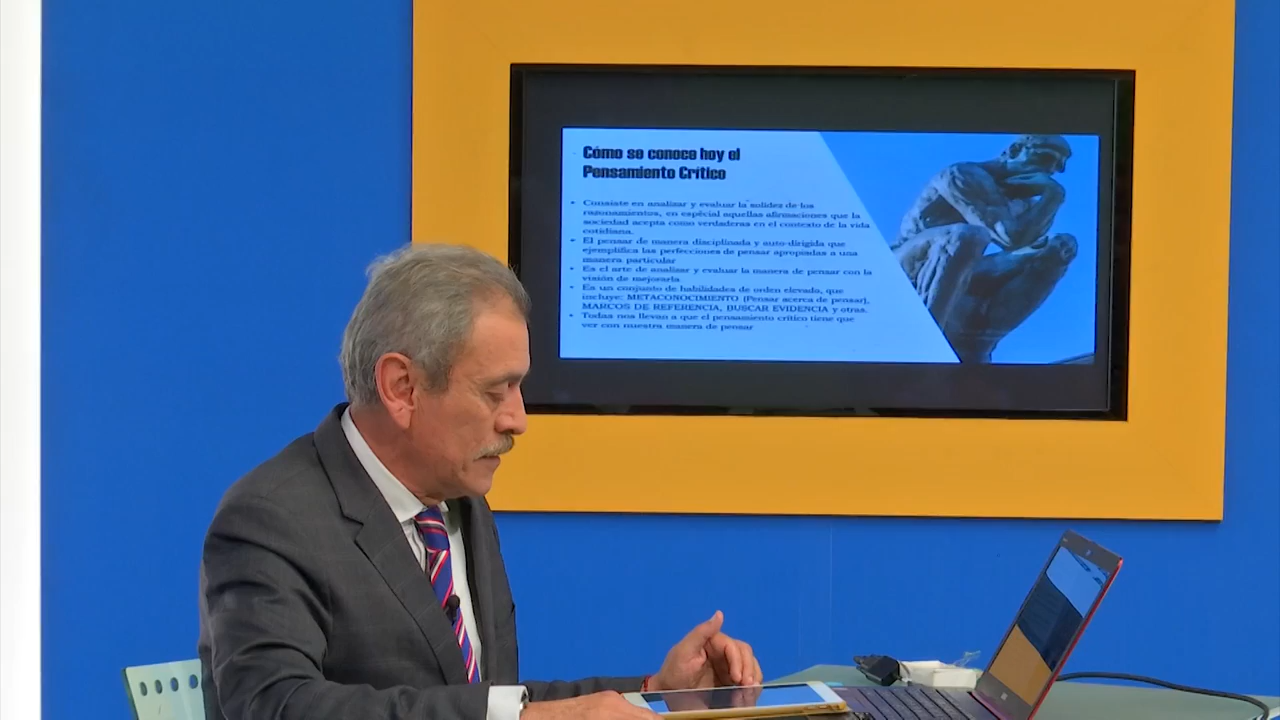 Cómo se conoce hoy el
Pensamiento Crítico
• Consiste en analizar y evaluar la solidez de los
razonamientos, en especial aquellas afirmaciones que la
sociedad acepta como verdaderas en el contexto de la vida
cotidiana.
• El pensar de manera disciplinada y auto-dirigida que
ejemplifica las perfecciones de pensar apropiadas a una
manera particular
• Es el arte de analizar y evaluar la manera de pensar con la
visión de mejorarla.
• Es un conjunto de habilidades de orden elevado, que
incluye: METACONOCIMIENTO (Pensar acerca de pensar),
MARCOS DE REFERENCIA, BUSCAR EVIDENCIA y otras.
• Todas nos llevan a que el pensamiento crítico tiene que
ver con nuestra manera de pensar